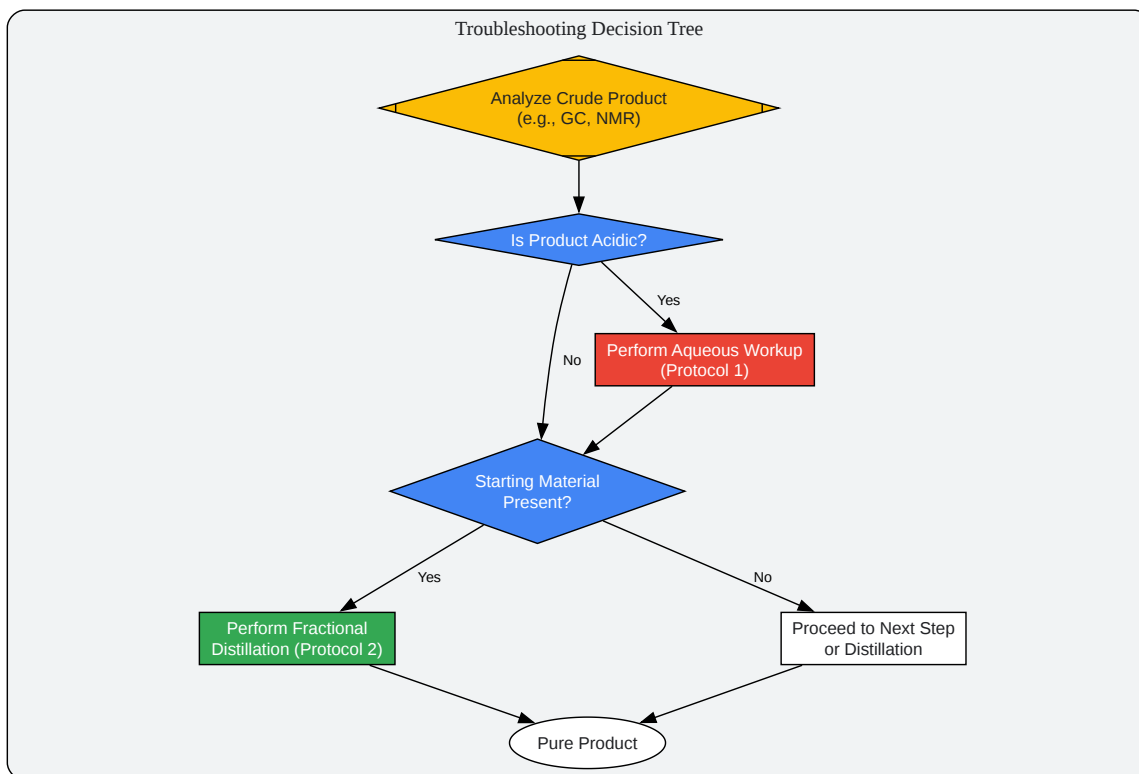 Troubleshooting Decision Tree
Analyze Crude Product
(e.g., GC, NMR)
Is Product Acidic?
Yes
Perform Aqueous Workup
(Protocol 1)
No
Starting Material
Present?
Yes
No
Perform Fractional
Distillation (Protocol 2)
Proceed to Next Step
or Distillation
Pure Product